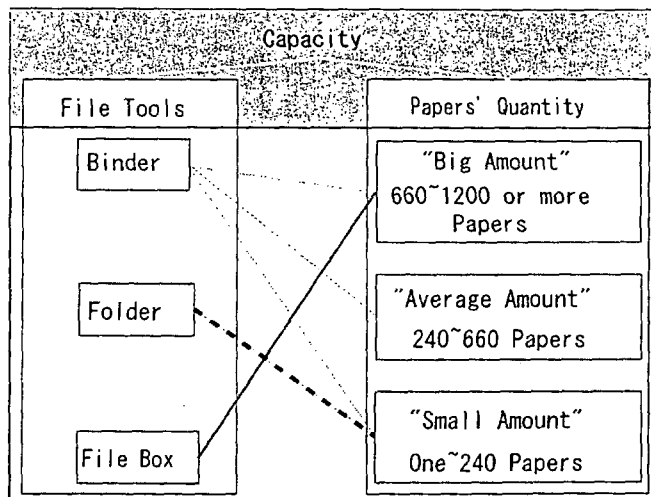 Capacity
File Tools
Papers' Quantity
Binder
"Big Amount"
660~1200 or more
Papers
Folder
"Average Amount"
240~660 Papers
File Box
"Small Amount"
One~240 Papers